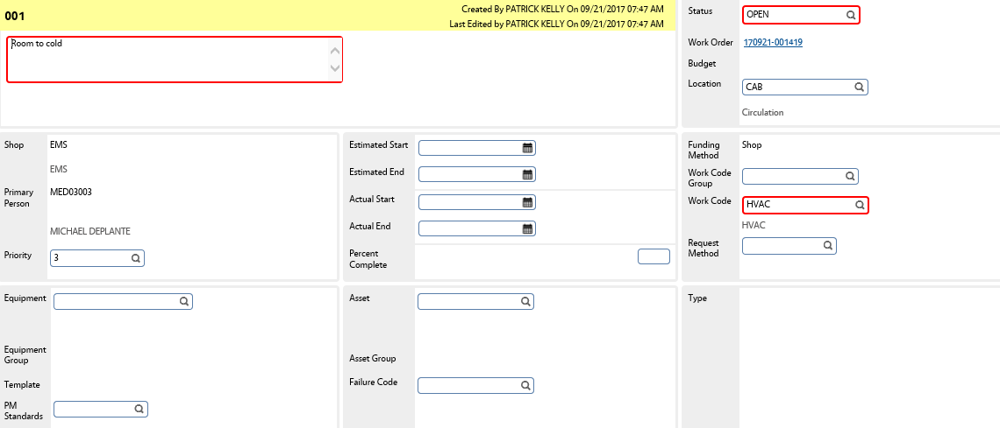 001
Created By PATRICK KELLY On 09/21/2017 07:47 AM
Last Edited by PATRICK KELLY On 09/21/2017 07:47 AM
Room to cold
Status
OPEN
Work Order
170921-001419
Budget
Location
CAB
Circulation
Shop
EMS
EMS
Primary
Person
MED03003
MICHAEL DEPLANTE
Priority
3
Estimated Start
Estimated End
Actual Start
Actual End
Percent
Complete
Funding
Method
Shop
Work Code
Group
Work Code
HVAC
HVAC
Request
Method
Equipment
Equipment
Group
Template
PM
Standards
Asset
Asset Group
Failure Code
Type